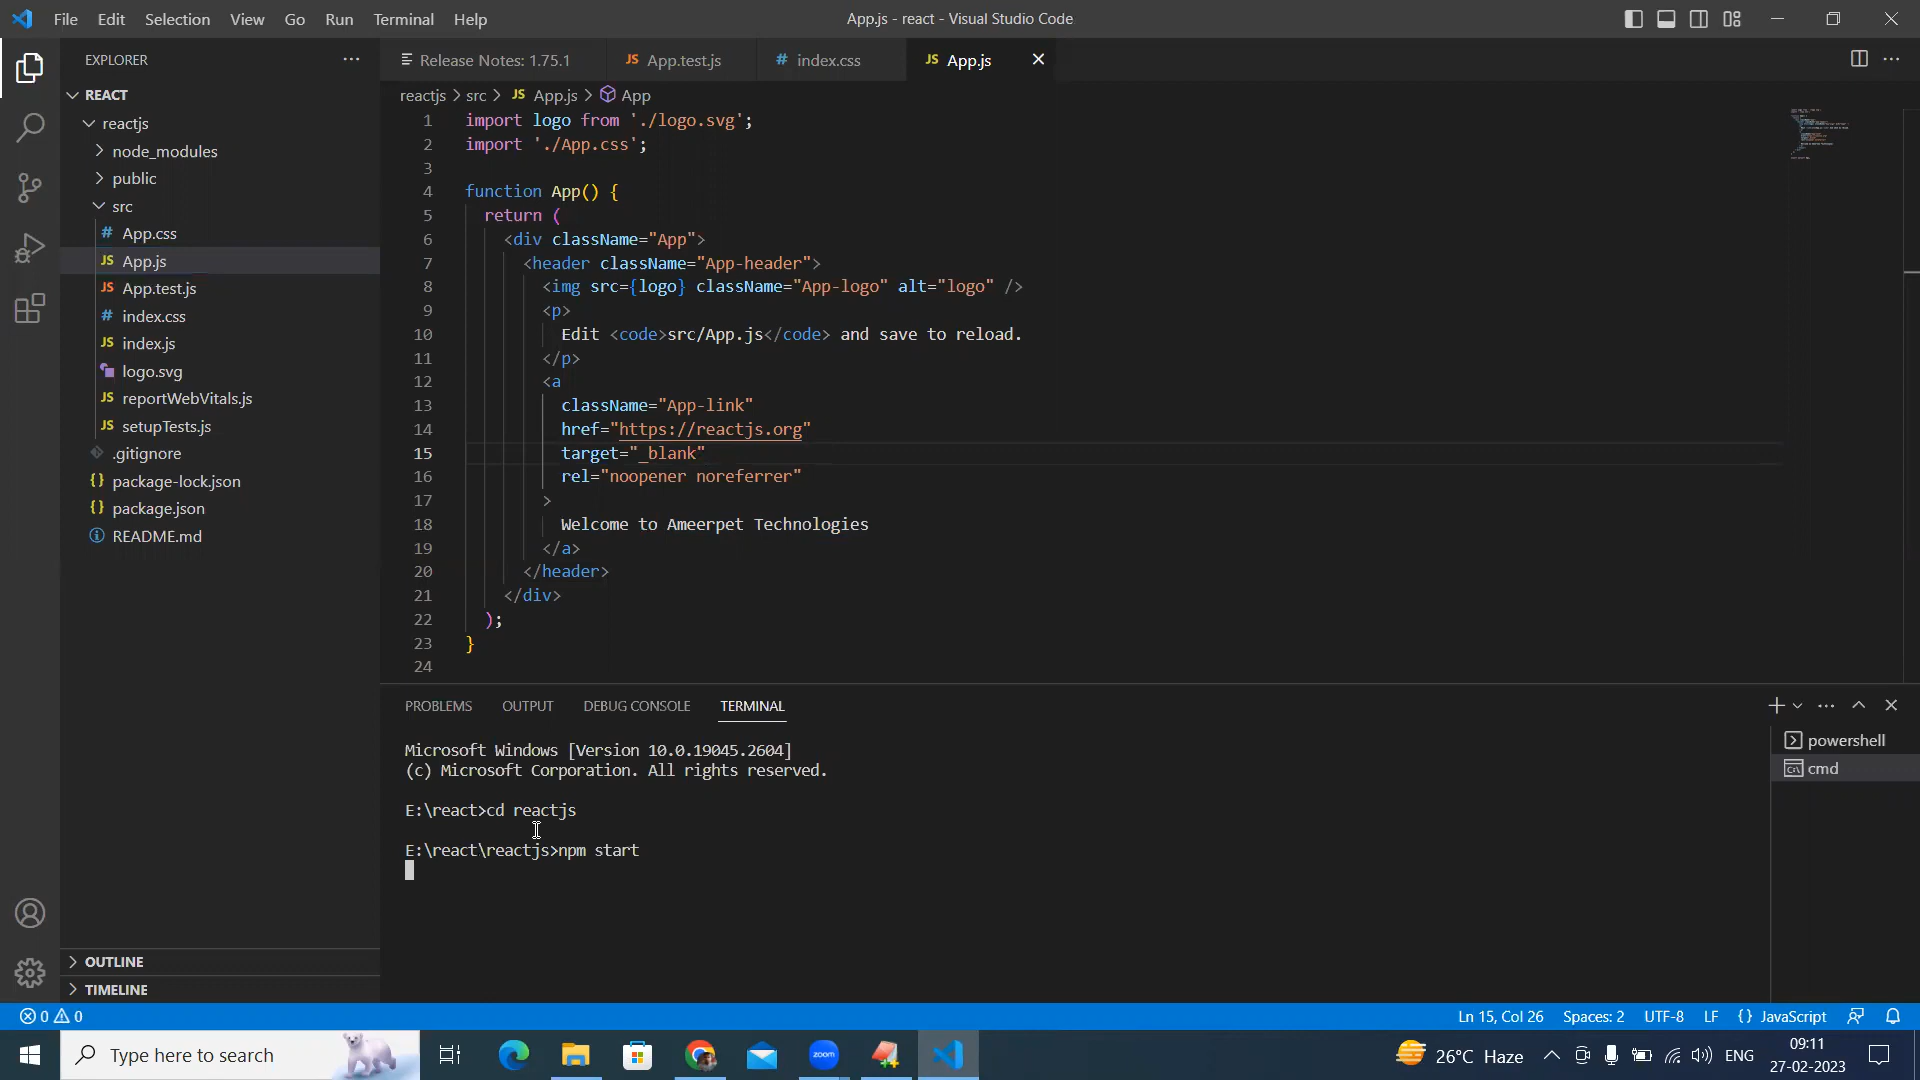 File Edit Selection View Go Run Terminal Help
App.js - react - Visual Studio Code
EXPLORER
REACT
reactjs
node_modules
public
src
App.css
App.js
App.test.js
index.css
index.js
logo.svg
reportWebVitals.js
setupTests.js
.gitignore
package-lock.json
package.json
README.md
OUTLINE
TIMELINE
Release Notes: 1.75.1
App.test.js
index.css
App.js
reactjs > src > JS App.js > App
1 import logo from './logo.svg';
2 import './App.css';
3
4 function App() {
5 return (
6 <div className="App">
7 <header className="App-header">
8 <img src={logo} className="App-logo" alt="logo" />
9 <p>
10 Edit <code>src/App.js</code> and save to reload.
11 </p>
12 <a
13 className="App-link"
14 href="https://reactjs.org"
15 target="_blank"
16 rel="noopener noreferrer"
17 >
18 Welcome to Ameerpet Technologies
19 </a>
20 </header>
21 </div>
22 );
23 }
24
PROBLEMS OUTPUT DEBUG CONSOLE TERMINAL
Microsoft Windows [Version 10.0.19045.2604]
(c) Microsoft Corporation. All rights reserved.
E:\react>cd reactjs
E:\react\reactjs>npm start
powershell
cmd
0 0
Ln 15, Col 26 Spaces: 2 UTF-8 LF {} JavaScript
Type here to search
zoom
26°C Haze
ENG
09:11
27-02-2023